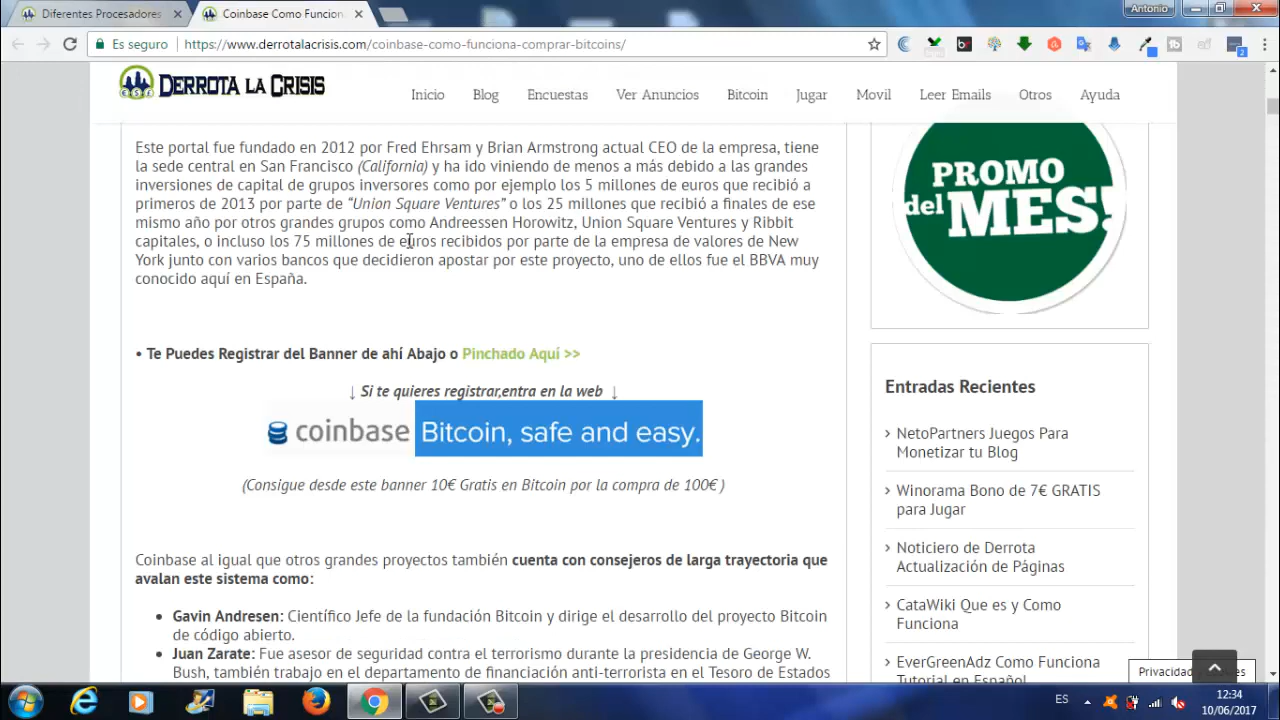 Diferentes Procesadores
Coinbase Como Funcion
Antonio
Es seguro
https://www.derrotalacrisis.com/coinbase-como-funciona-comprar-bitcoins/
DERROTA LA CRISIS
Inicio Blog Encuestas Ver Anuncios Bitcoin Jugar Movil Leer Emails Otros Ayuda
Este portal fue fundado en 2012 por Fred Ehrsam y Brian Armstrong actual CEO de la empresa, tiene
la sede central en San Francisco (California) y ha ido viniendo de menos a más debido a las grandes
inversiones de capital de grupos inversores como por ejemplo los 5 millones de euros que recibió a
primeros de 2013 por parte de “Union Square Ventures” o los 25 millones que recibió a finales de ese
mismo año por otros grandes grupos como Andreessen Horowitz, Union Square Ventures y Ribbit
capitales, o incluso los 75 millones de euros recibidos por parte de la empresa de valores de New
York junto con varios bancos que decidieron apostar por este proyecto, uno de ellos fue el BBVA muy
conocido aquí en España.
• Te Puedes Registrar del Banner de ahí Abajo o Pinchado Aquí >>
↓ Si te quieres registrar,entra en la web ↓
coinbase Bitcoin, safe and easy.
(Consigue desde este banner 10€ Gratis en Bitcoin por la compra de 100€ )
Coinbase al igual que otros grandes proyectos también cuenta con consejeros de larga trayectoria que
avalan este sistema como:
• Gavin Andresen: Científico Jefe de la fundación Bitcoin y dirige el desarrollo del proyecto Bitcoin
de código abierto.
• Juan Zarate: Fue asesor de seguridad contra el terrorismo durante la presidencia de George W.
Bush, también trabajo en el departamento de financiación anti-terrorista en el Tesoro de Estados
PROMO
del MES!
Entradas Recientes
NetoPartners Juegos Para
Monetizar tu Blog
Winorama Bono de 7€ GRATIS
para Jugar
Noticiero de Derrota
Actualización de Páginas
CataWiki Que es y Como
Funciona
EverGreenAdz Como Funciona
Tutorial en Español
ES
12:34
10/06/2017